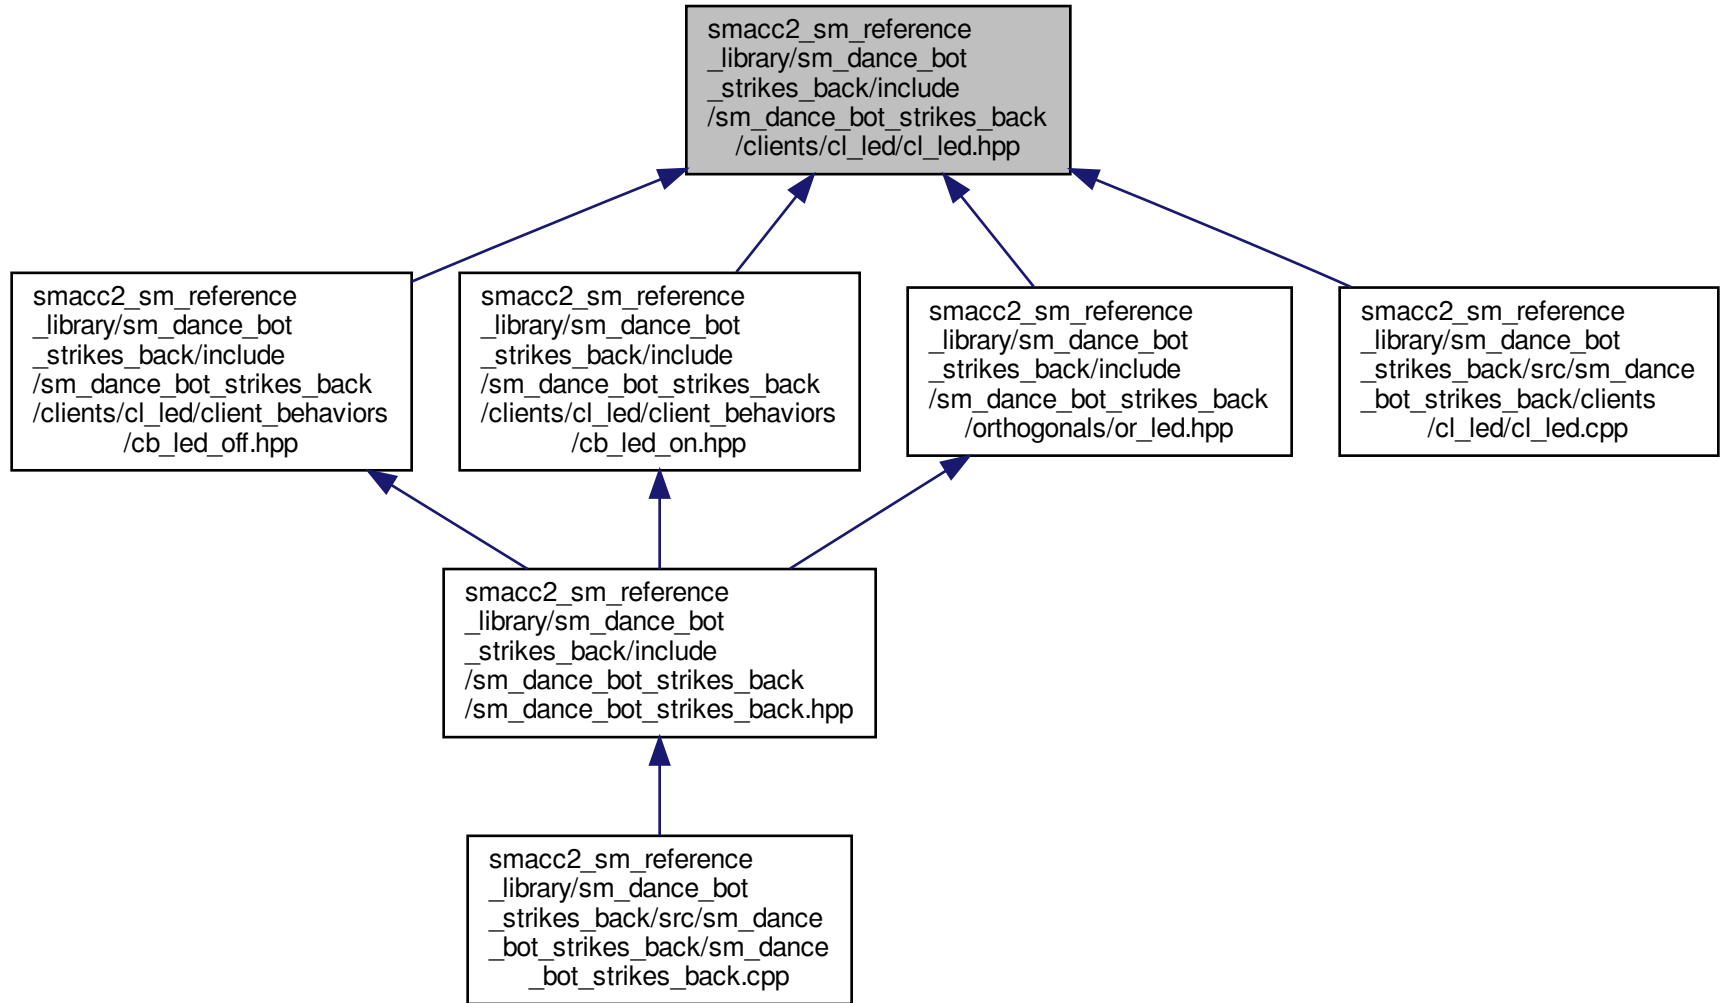 smacc2_sm_reference
_library/sm_dance_bot
_strikes_back/include
/sm_dance_bot_strikes_back
/clients/cl_led/cl_led.hpp
smacc2_sm_reference
_library/sm_dance_bot
_strikes_back/include
/sm_dance_bot_strikes_back
/clients/cl_led/client_behaviors
/cb_led_off.hpp
smacc2_sm_reference
_library/sm_dance_bot
_strikes_back/include
/sm_dance_bot_strikes_back
/clients/cl_led/client_behaviors
/cb_led_on.hpp
smacc2_sm_reference
_library/sm_dance_bot
_strikes_back/include
/sm_dance_bot_strikes_back
/orthogonals/or_led.hpp
smacc2_sm_reference
_library/sm_dance_bot
_strikes_back/src/sm_dance
_bot_strikes_back/clients
/cl_led/cl_led.cpp
smacc2_sm_reference
_library/sm_dance_bot
_strikes_back/include
/sm_dance_bot_strikes_back
/sm_dance_bot_strikes_back.hpp
smacc2_sm_reference
_library/sm_dance_bot
_strikes_back/src/sm_dance
_bot_strikes_back/sm_dance
_bot_strikes_back.cpp